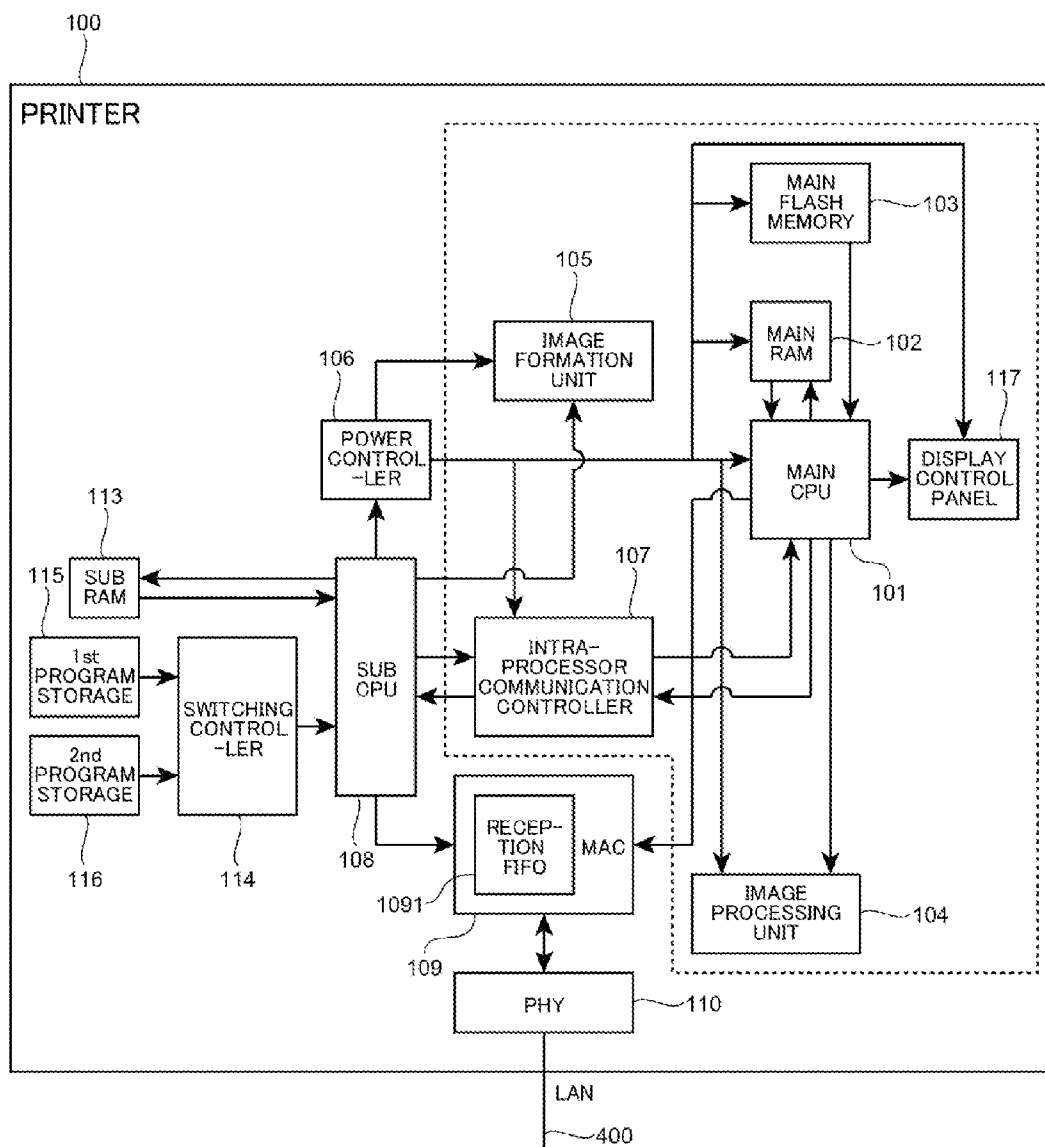 100
PRINTER
MAIN
FLASH
MEMORY
103
105
IMAGE
FORMATION
UNIT
MAIN
RAM
102
106
117
POWER
CONTROL
-LER
MAIN
CPU
DISPLAY
CONTROL
PANEL
113
101
SUB
RAM
107
115
1st
PROGRAM
STORAGE
SWITCHING
CONTROL
-LER
SUB
CPU
INTRA-
PROCESSOR
COMMUNICATION
CONTROLLER
2nd
PROGRAM
STORAGE
116
114
108
RECEP-
TION
FIFO
MAC
1091
109
IMAGE
PROCESSING
UNIT
104
PHY
110
LAN
400